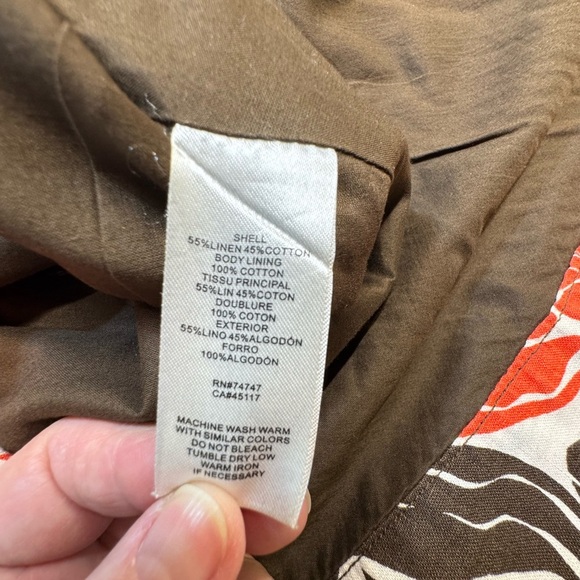 SHELL
55%LINEN 45%COTTON
BODY LINING
100% COTTON
TISSU PRINCIPAL
55%LIN 45%COTON
DOUBLURE
100% COTON
EXTERIOR
55%LINO 45%ALGODÓN
FORRO
100%ALGODÓN
RN#74747
CA#45117
MACHINE WASH WARM
WITH SIMILAR COLORS
DO NOT BLEACH
TUMBLE DRY LOW
WARM IRON
IF NECESSARY